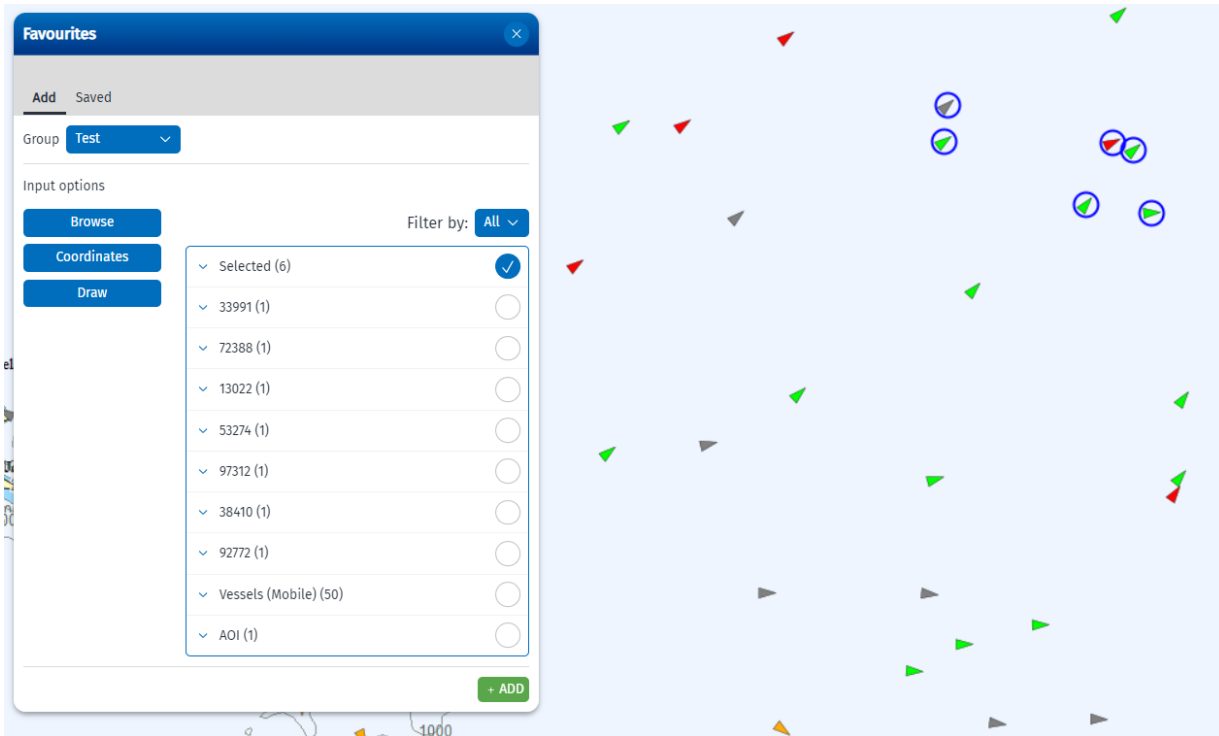 Favourites
Add Saved
Group Test
Input options
Browse
Filter by: All
Coordinates
Draw
Selected (6)
33991 (1)
72388 (1)
13022 (1)
53274 (1)
97312 (1)
38410 (1)
92772 (1)
Vessels (Mobile) (50)
AOI (1)
+ ADD
1000